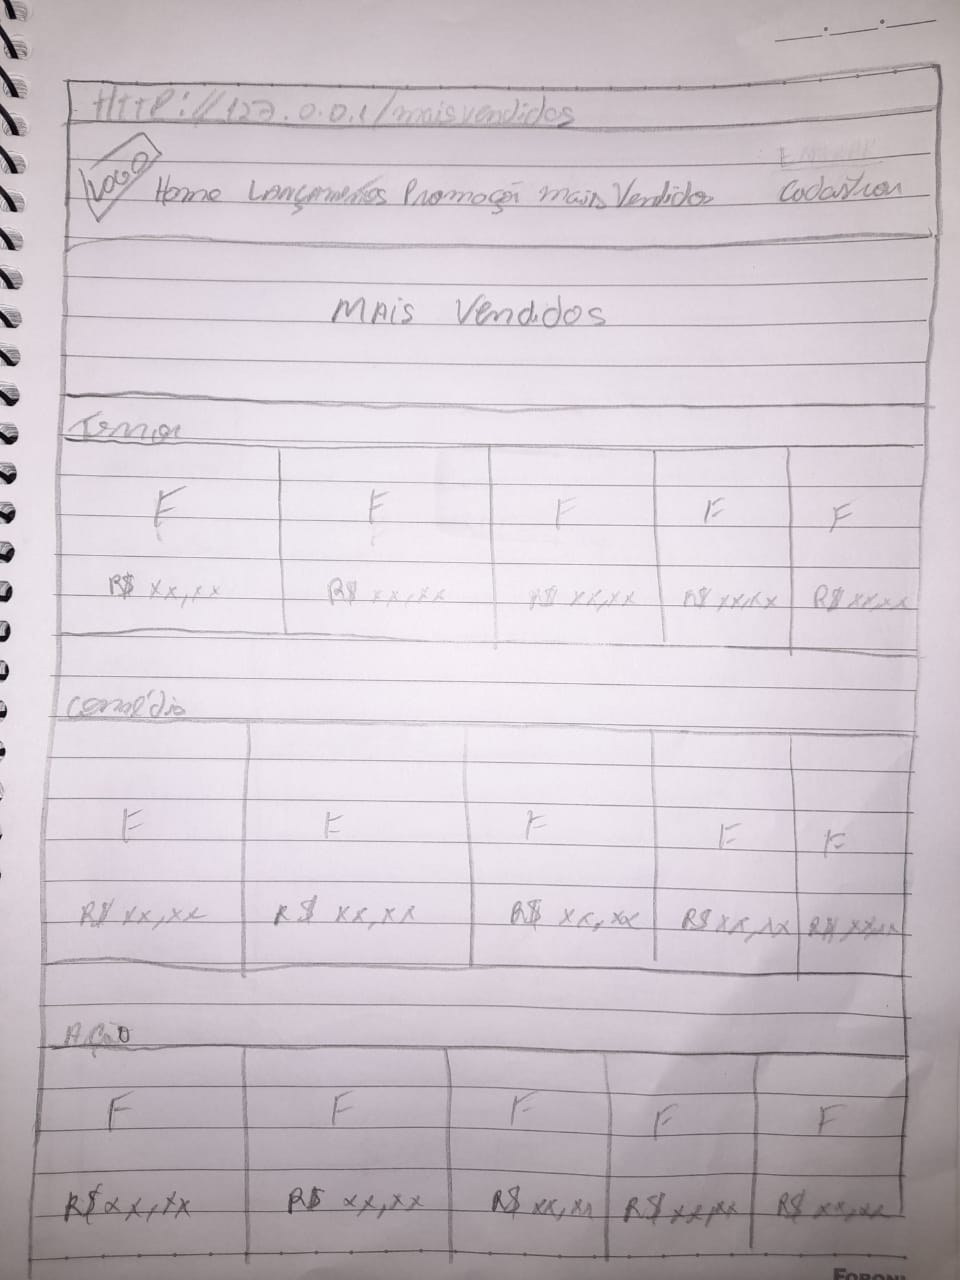 HTTP://127.0.0.1/maisvendidos
ENTRAR
LOGO Home Lançamentos Promoção mais Vendidos Cadastrar
MAIS VendidOS
Terror
F F F F F
R$ xx,xx R$ xx,xx R$ xx,xx R$ xx,xx R$ xx,xx
comédia
F F F F F
R$ xx,xx R$ xx,xx R$ xx,xx R$ xx,xx R$ xx,xx
Ação
F F F F F
R$ xx,xx R$ xx,xx R$ xx,xx R$ xx,xx R$ xx,xx
FORONI